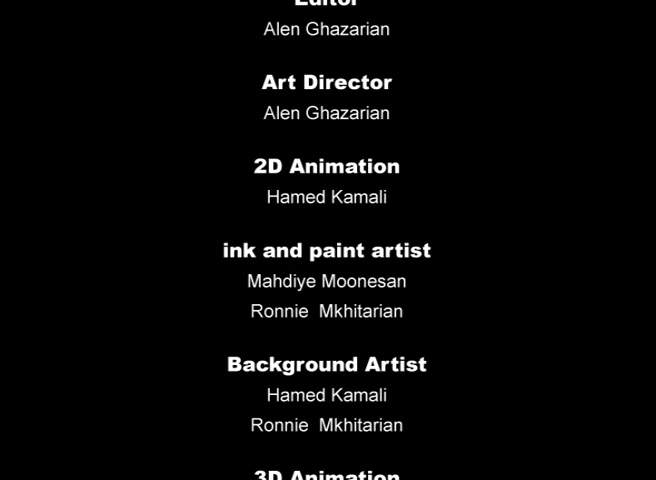 Editor
Alen Ghazarian
Art Director
Alen Ghazarian
2D Animation
Hamed Kamali
ink and paint artist
Mahdiye Moonesan
Ronnie Mkhitarian
Background Artist
Hamed Kamali
Ronnie Mkhitarian
3D Animation